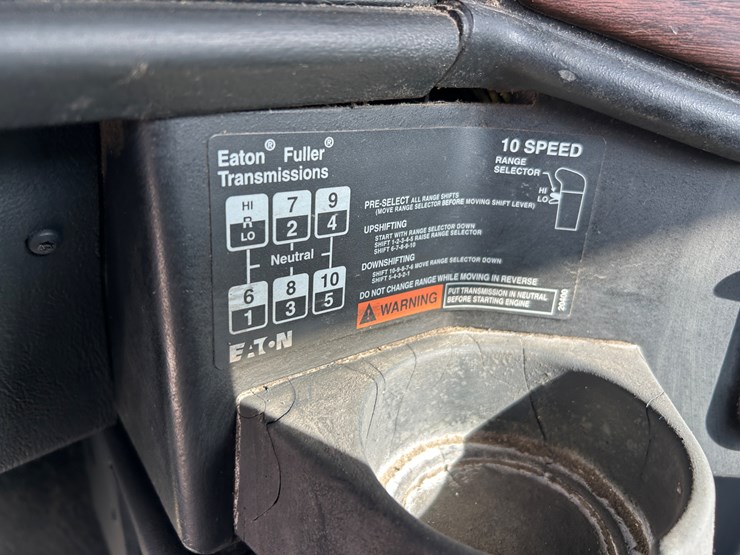 Eaton® Fuller®
Transmissions
HI R LO
7 2
9 4
Neutral
6 1
8 3
10 5
EATON
10 SPEED
RANGE
SELECTOR
HI
LO
PRE-SELECT ALL RANGE SHIFTS
(MOVE RANGE SELECTOR BEFORE MOVING SHIFT LEVER)
UPSHIFTING
START WITH RANGE SELECTOR DOWN
SHIFT 1-2-3-4-5 RAISE RANGE SELECTOR
SHIFT 6-7-8-9-10
DOWNSHIFTING
SHIFT 10-9-8-7-6 MOVE RANGE SELECTOR DOWN
SHIFT 5-4-3-2-1
DO NOT CHANGE RANGE WHILE MOVING IN REVERSE
WARNING
PUT TRANSMISSION IN NEUTRAL
BEFORE STARTING ENGINE
20400